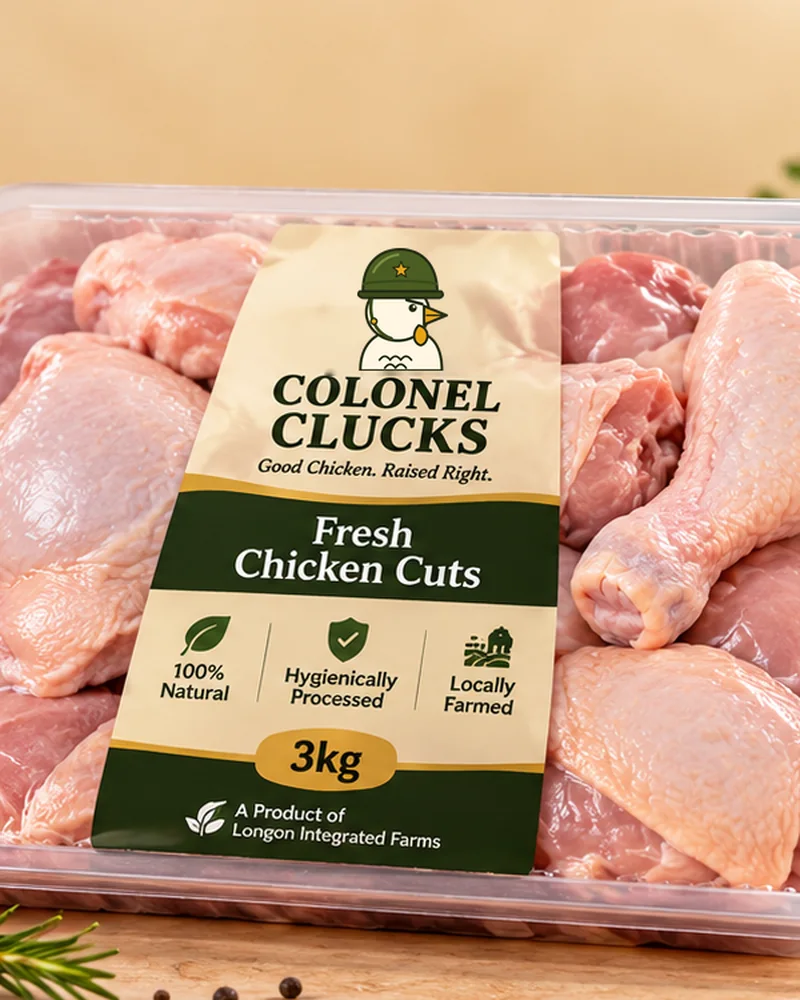 COLONEL
CLUCKS
Good Chicken. Raised Right.
Fresh
Chicken Cuts
100%
Natural
Hygienically
Processed
Locally
Farmed
3kg
A Product of
Longon Integrated Farms